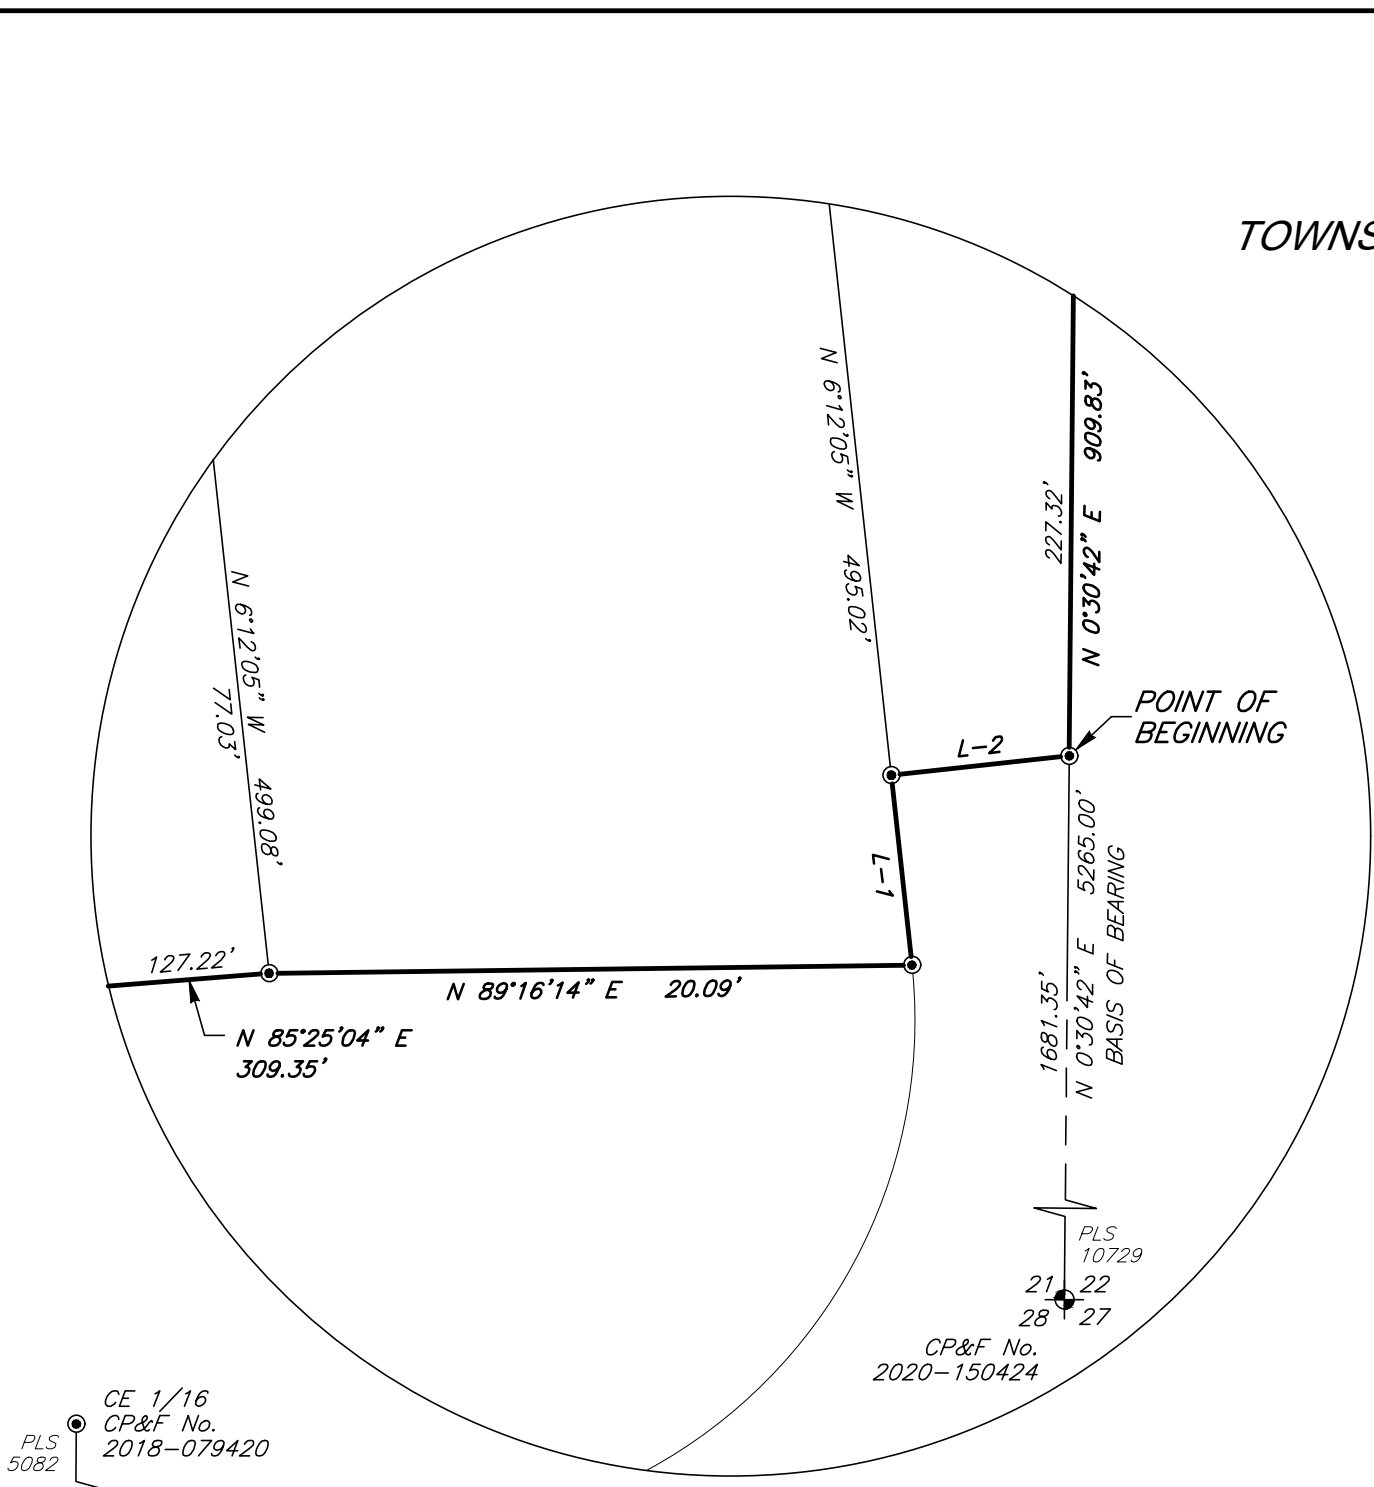 TOWNS
N 6°12'05" W 495.02'
N 0°30'42" E 909.83'
227.32'
N 6°12'05" W 499.08'
77.03'
POINT OF
BEGINNING
L-2
L-1
127.22'
N 89°16'14" E 20.09'
N 85°25'04" E
309.35'
1681.35'
N 0°30'42" E 5265.00'
BASIS OF BEARING
PLS
10729
21 22
28 27
CP&F No.
2020-150424
CE 1/16
CP&F No.
2018-079420
PLS
5082